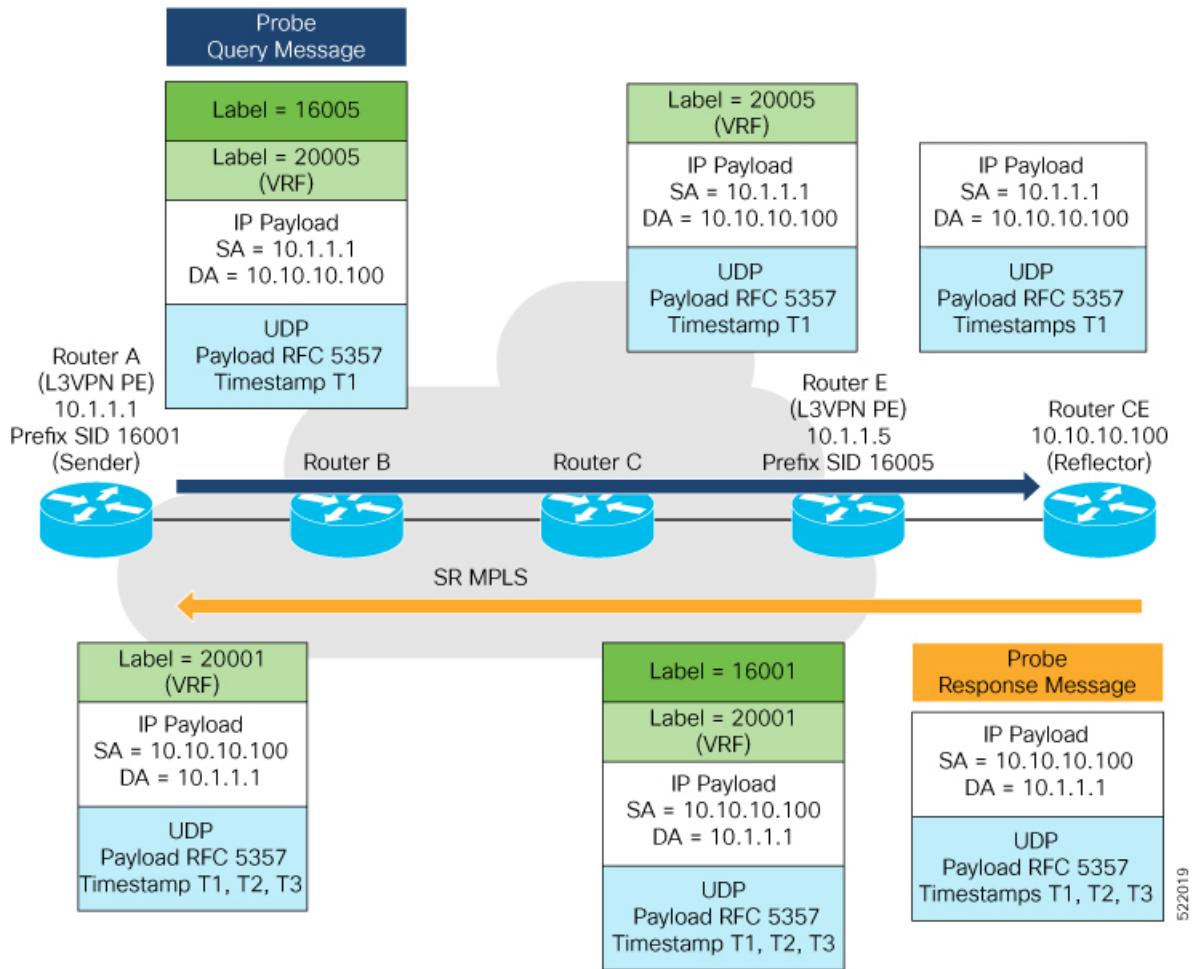 Probe
Query Message
Label = 16005
Label = 20005
(VRF)
IP Payload
SA = 10.1.1.1
DA = 10.10.10.100
UDP
Payload RFC 5357
Timestamp T1
Label = 20005
(VRF)
IP Payload
SA = 10.1.1.1
DA = 10.10.10.100
UDP
Payload RFC 5357
Timestamp T1
IP Payload
SA = 10.1.1.1
DA = 10.10.10.100
UDP
Payload RFC 5357
Timestamps T1
Router A
(L3VPN PE)
10.1.1.1
Prefix SID 16001
(Sender)
Router B
Router C
Router E
(L3VPN PE)
10.1.1.5
Prefix SID 16005
Router CE
10.10.10.100
(Reflector)
SR MPLS
Label = 20001
(VRF)
IP Payload
SA = 10.10.10.100
DA = 10.1.1.1
UDP
Payload RFC 5357
Timestamp T1, T2, T3
Label = 16001
Label = 20001
(VRF)
IP Payload
SA = 10.10.10.100
DA = 10.1.1.1
UDP
Payload RFC 5357
Timestamp T1, T2, T3
Probe
Response Message
IP Payload
SA = 10.10.10.100
DA = 10.1.1.1
UDP
Payload RFC 5357
Timestamps T1, T2, T3
522019